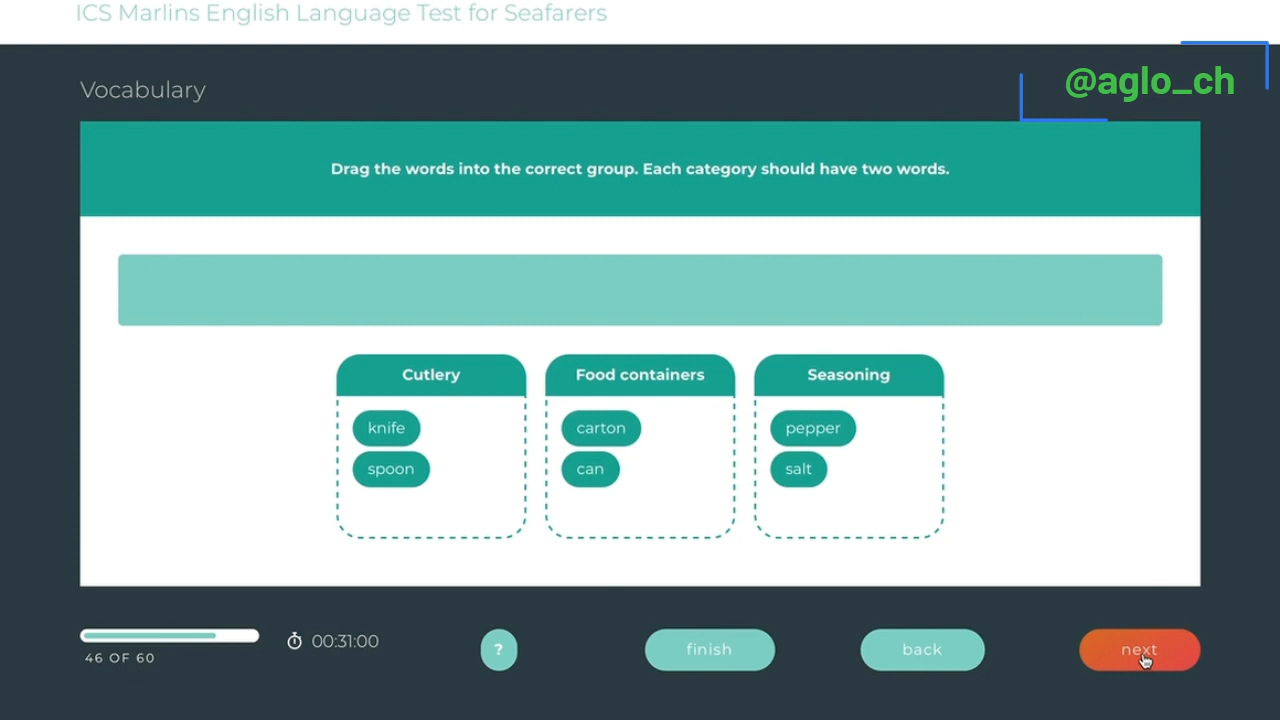 ICS Marlins English Language Test for Seafarers
Vocabulary
@aglo_ch
Drag the words into the correct group. Each category should have two words.
Cutlery
knife
spoon
Food containers
carton
can
Seasoning
pepper
salt
46 OF 60
00:31:00
?
finish
back
next